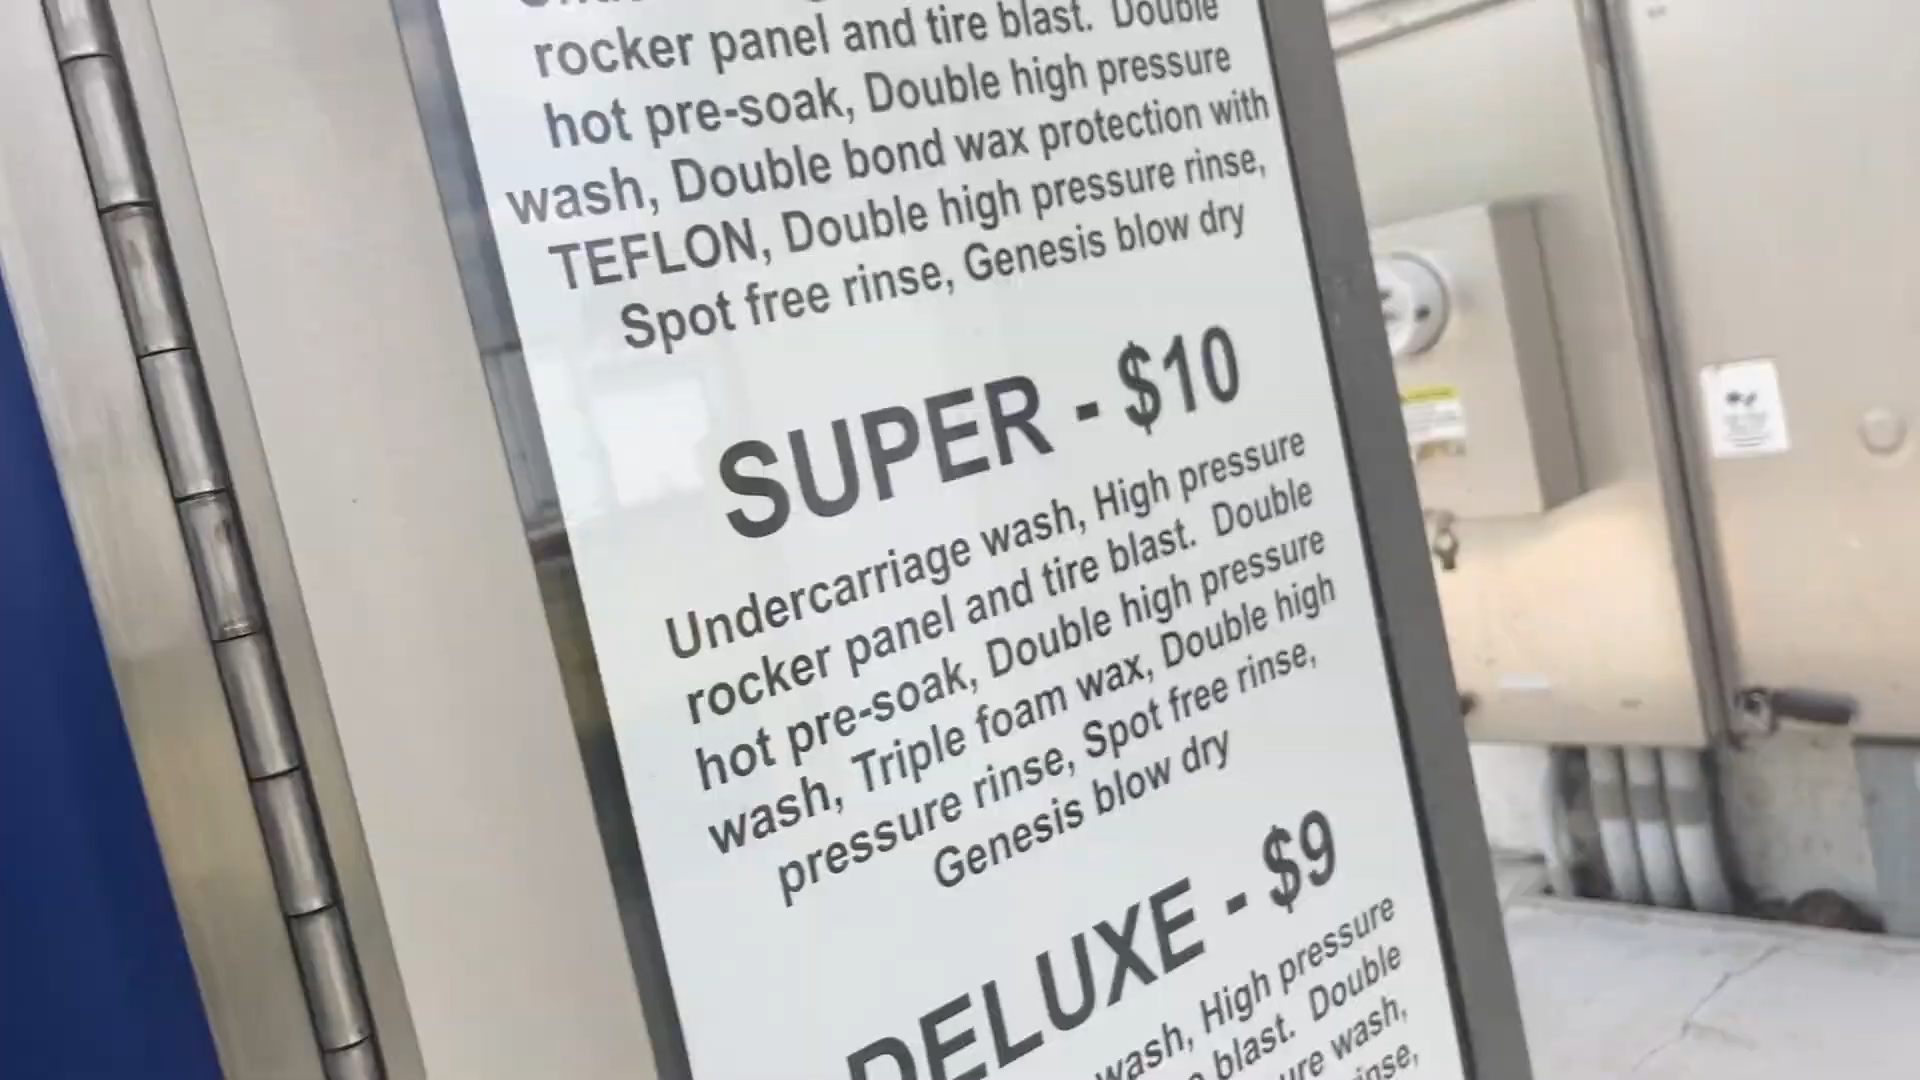 rocker panel and tire blast. Double
hot pre-soak, Double high pressure
wash, Double bond wax protection with
TEFLON, Double high pressure rinse,
Spot free rinse, Genesis blow dry
SUPER - $10
Undercarriage wash, High pressure
rocker panel and tire blast. Double
hot pre-soak, Double high pressure
wash, Triple foam wax, Double high
pressure rinse, Spot free rinse,
Genesis blow dry
DELUXE - $9
wash, High pressure
blast. Double
wash,